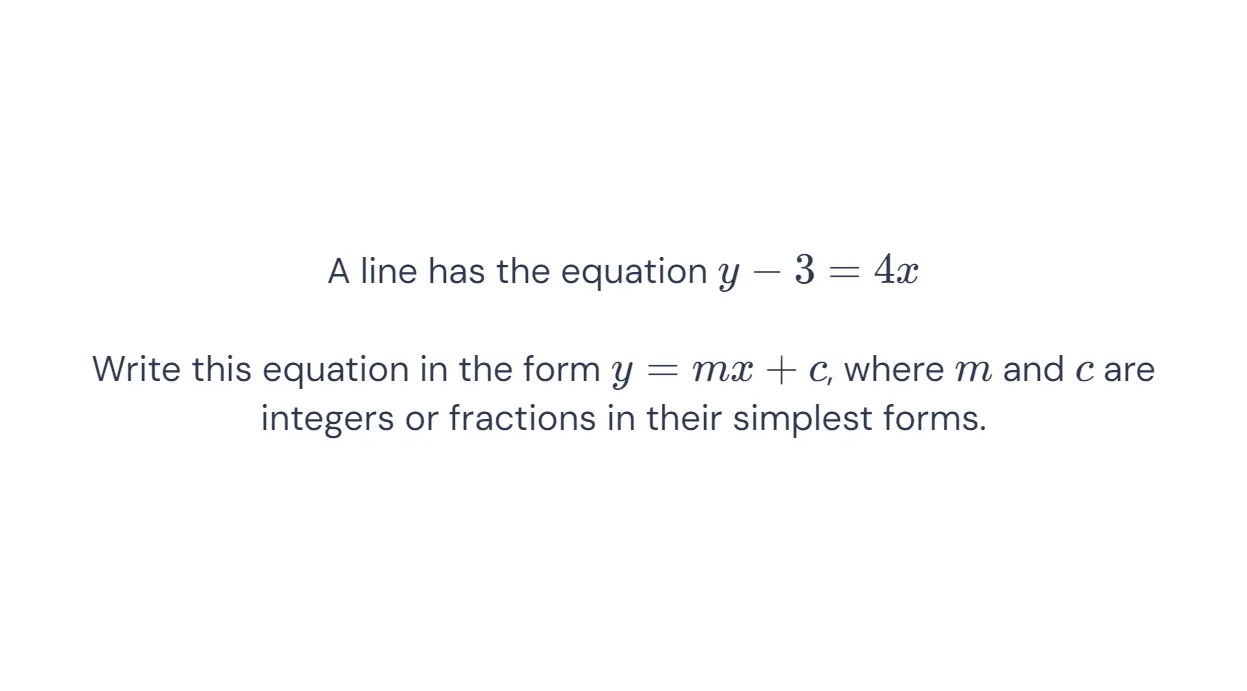 A line has the equation y − 3 = 4x
Write this equation in the form y = mx + c, where m and c are
integers or fractions in their simplest forms.